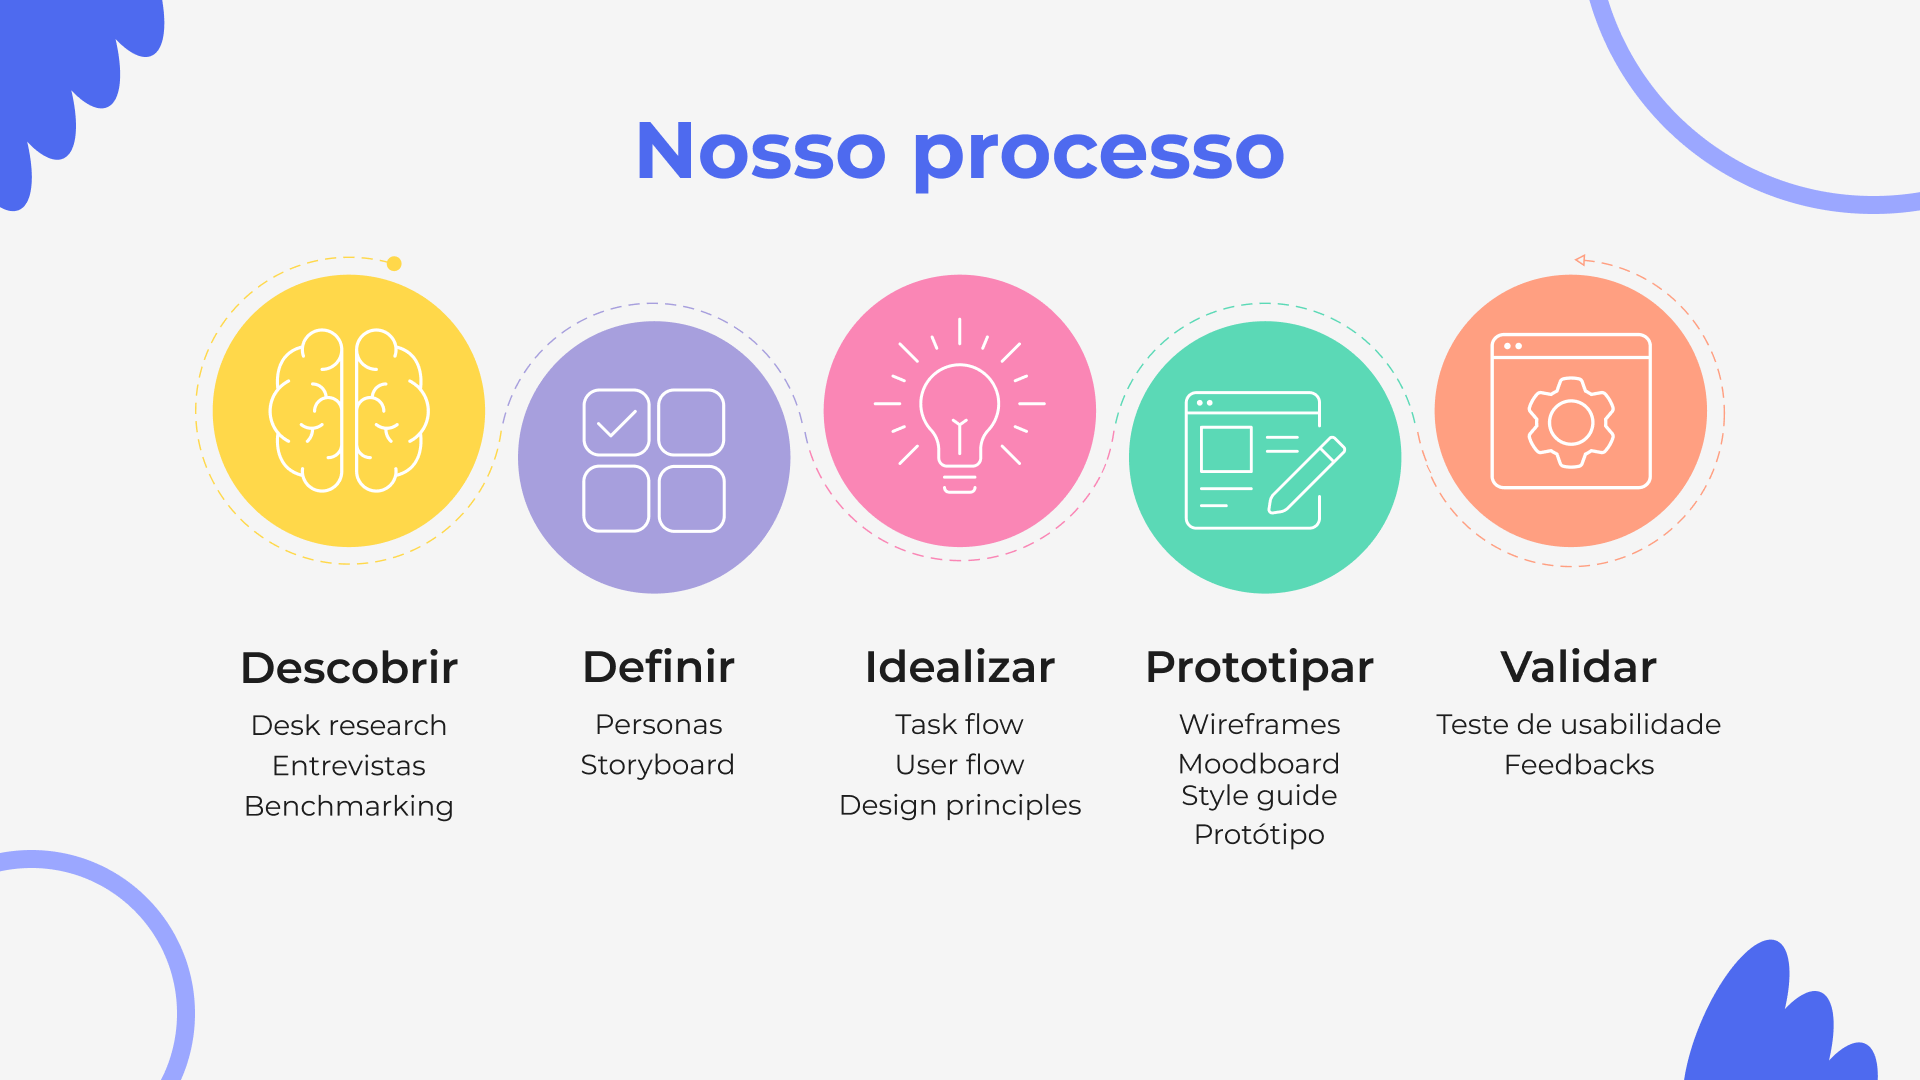 Nosso processo
Descobrir
Desk research
Entrevistas
Benchmarking
Definir
Personas
Storyboard
Idealizar
Task flow
User flow
Design principles
Prototipar
Wireframes
Moodboard
Style guide
Protótipo
Validar
Teste de usabilidade
Feedbacks